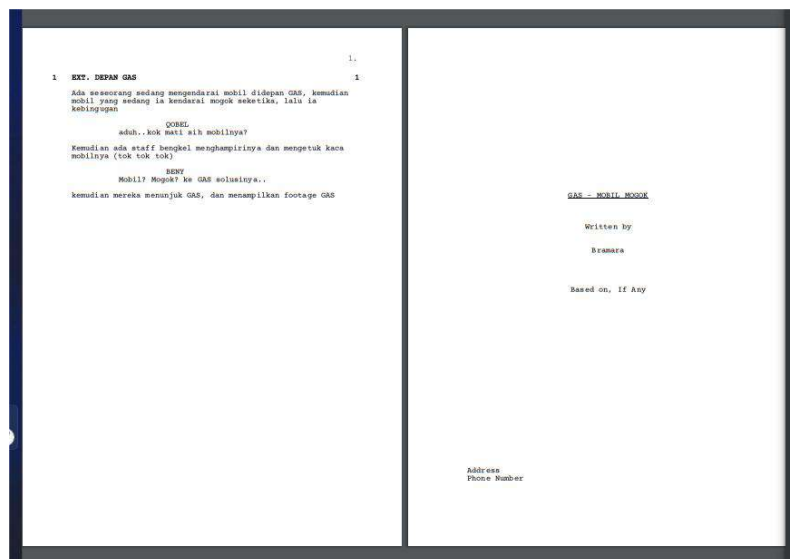 1.
1 EXT. DEPAN GAS 1
Ada seseorang sedang mengendarai mobil didepan GAS, kemudian
mobil yang sedang ia kendarai mogok seketika, lalu ia
kebingugan
QOBEL
aduh..kok mati sih mobilnya?
Kemudian ada staff bengkel menghampirinya dan mengetuk kaca
mobilnya (tok tok tok)
BENY
Mobil? Mogok? ke GAS solusinya..
kemudian mereka menunjuk GAS, dan menampilkan footage GAS
GAS - MOBIL MOGOK
Written by
Bramara
Based on, If Any
Address
Phone Number